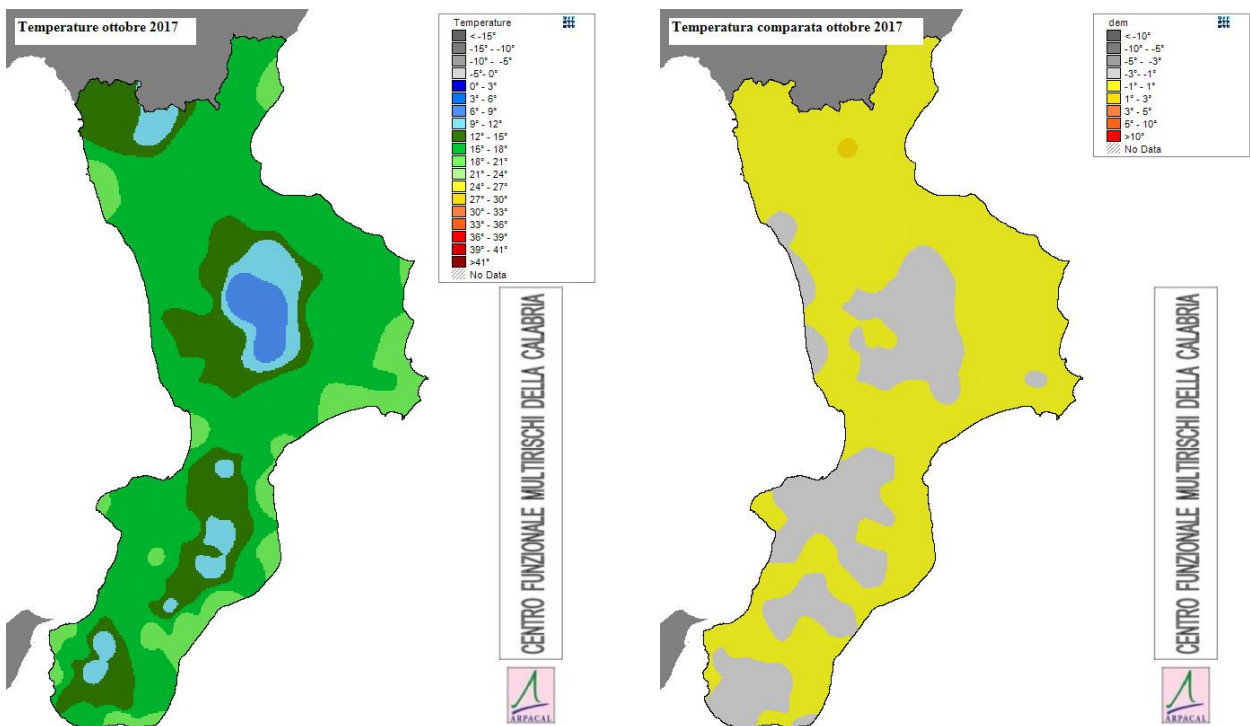 Temperature ottobre 2017
Temperature
< -15°
-15° - -10°
-10° - -5°
-5°- 0°
0° - 3°
3° - 6°
6° - 9°
9° - 12°
12° - 15°
15° - 18°
18° - 21°
21° - 24°
24° - 27°
27° - 30°
30° - 33°
33° - 36°
36° - 39°
39° - 41°
>41°
No Data
CENTRO FUNZIONALE MULTIRISCHI DELLA CALABRIA
ARPACAL
Temperatura comparata ottobre 2017
dem
< -10°
-10° - -5°
-5° - -3°
-3°- -1°
-1° - 1°
1° - 3°
3° - 5°
5° - 10°
>10°
No Data
CENTRO FUNZIONALE MULTIRISCHI DELLA CALABRIA
ARPACAL